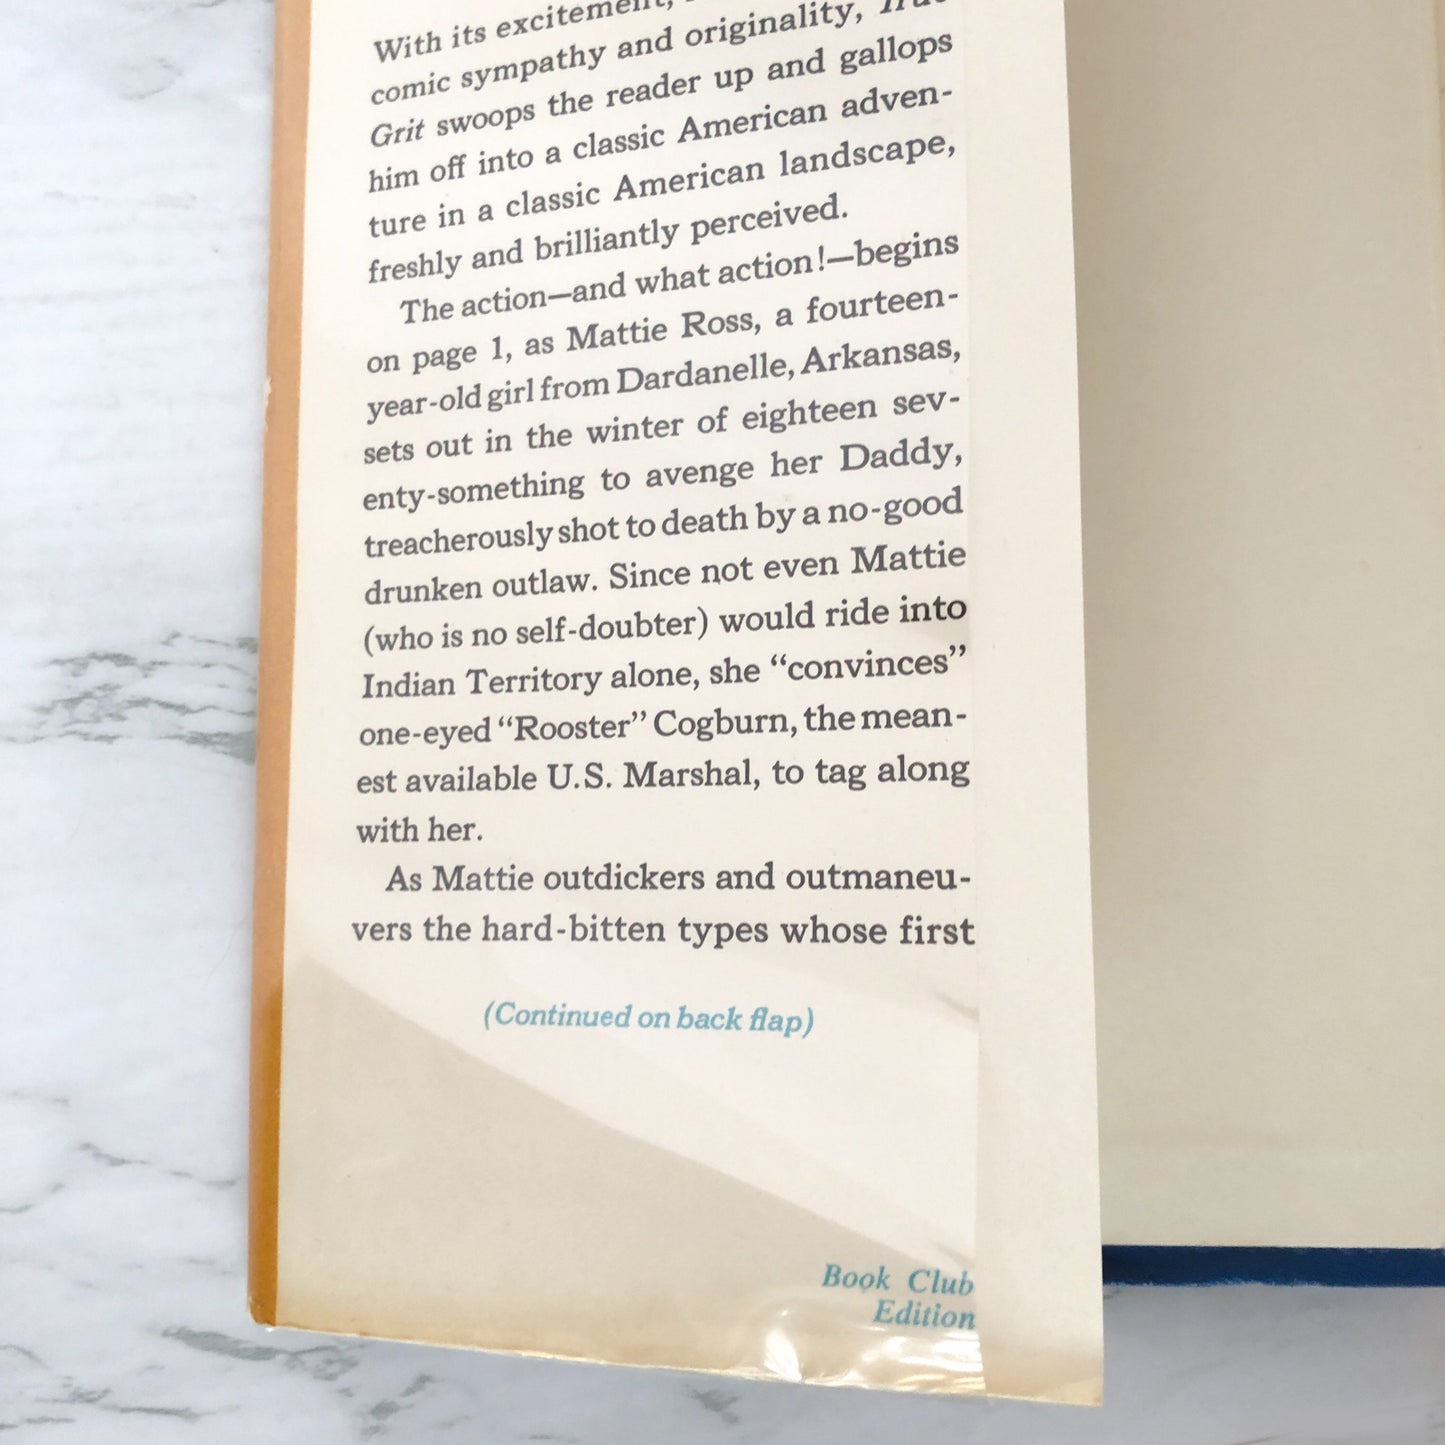 With its excitement,
comic sympathy and originality, True
Grit swoops the reader up and gallops
him off into a classic American adven-
ture in a classic American landscape,
freshly and brilliantly perceived.
The action—and what action!—begins
on page 1, as Mattie Ross, a fourteen-
year-old girl from Dardanelle, Arkansas,
sets out in the winter of eighteen sev-
enty-something to avenge her Daddy,
treacherously shot to death by a no-good
drunken outlaw. Since not even Mattie
(who is no self-doubter) would ride into
Indian Territory alone, she “convinces”
one-eyed “Rooster” Cogburn, the mean-
est available U.S. Marshal, to tag along
with her.
As Mattie outdickers and outmaneu-
vers the hard-bitten types whose first
(Continued on back flap)
Book Club
Edition